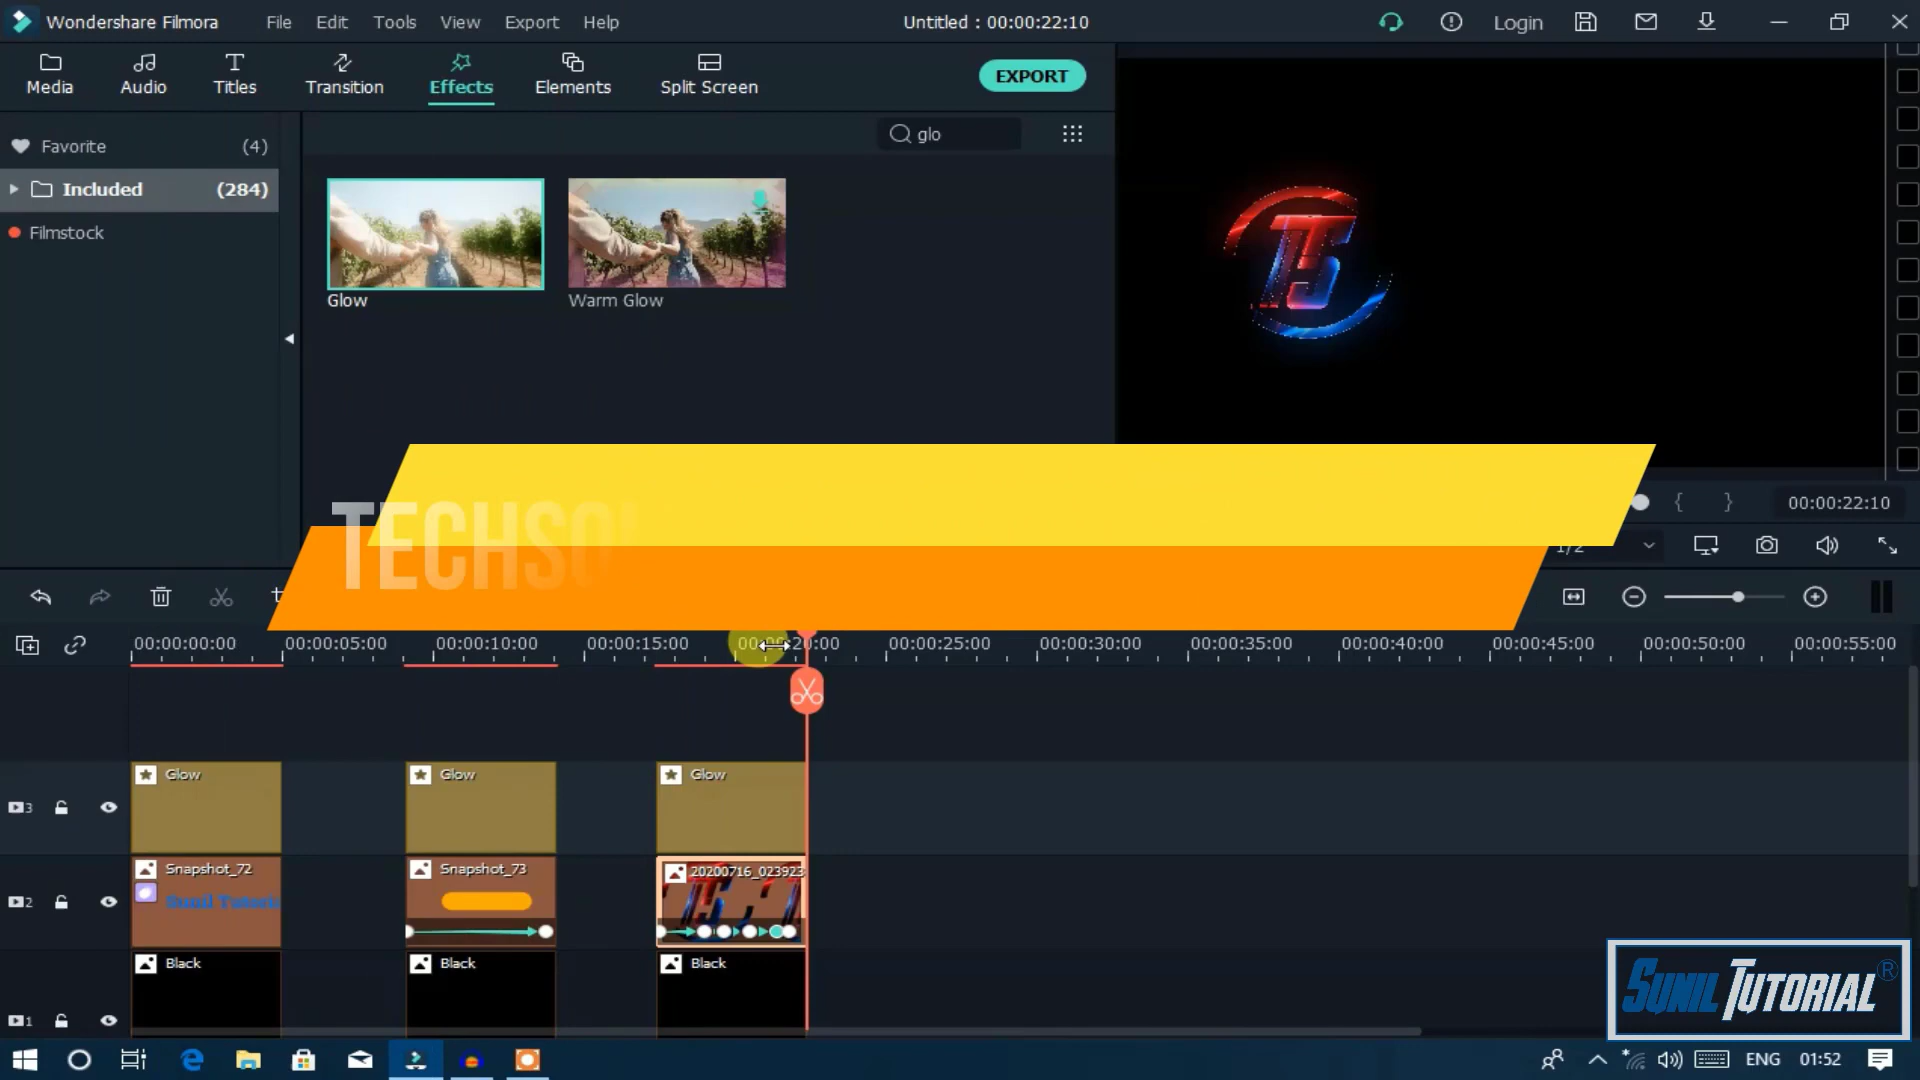 Wondershare Filmora File Edit Tools View Export Help Untitled : 00:00:22:10 Login
Media Audio Titles Transition Effects Elements Split Screen EXPORT
Favorite (4)
Included (284)
Filmstock
glo
Glow Warm Glow
TECHSO
00:00:22:10
1/2
00:00:00:00 00:00:05:00 00:00:10:00 00:00:15:00 00:00:20:00 00:00:25:00 00:00:30:00 00:00:35:00 00:00:40:00 00:00:45:00 00:00:50:00 00:00:55:00
3 Glow Glow Glow
2 Snapshot_72 Snapshot_73 20200716_023923
Sunil Tutoria
1 Black Black Black
SUNIL TUTORIAL®
ENG 01:52